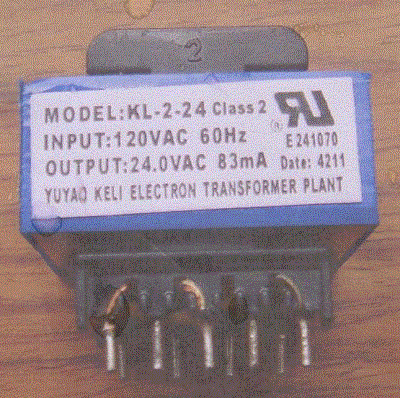 2
MODEL:KL-2-24 Class 2
INPUT:120VAC 60Hz
OUTPUT:24.0VAC 83mA
YUYAO KELI ELECTRON TRANSFORMER PLANT
RU
®
E241070
Date: 4211